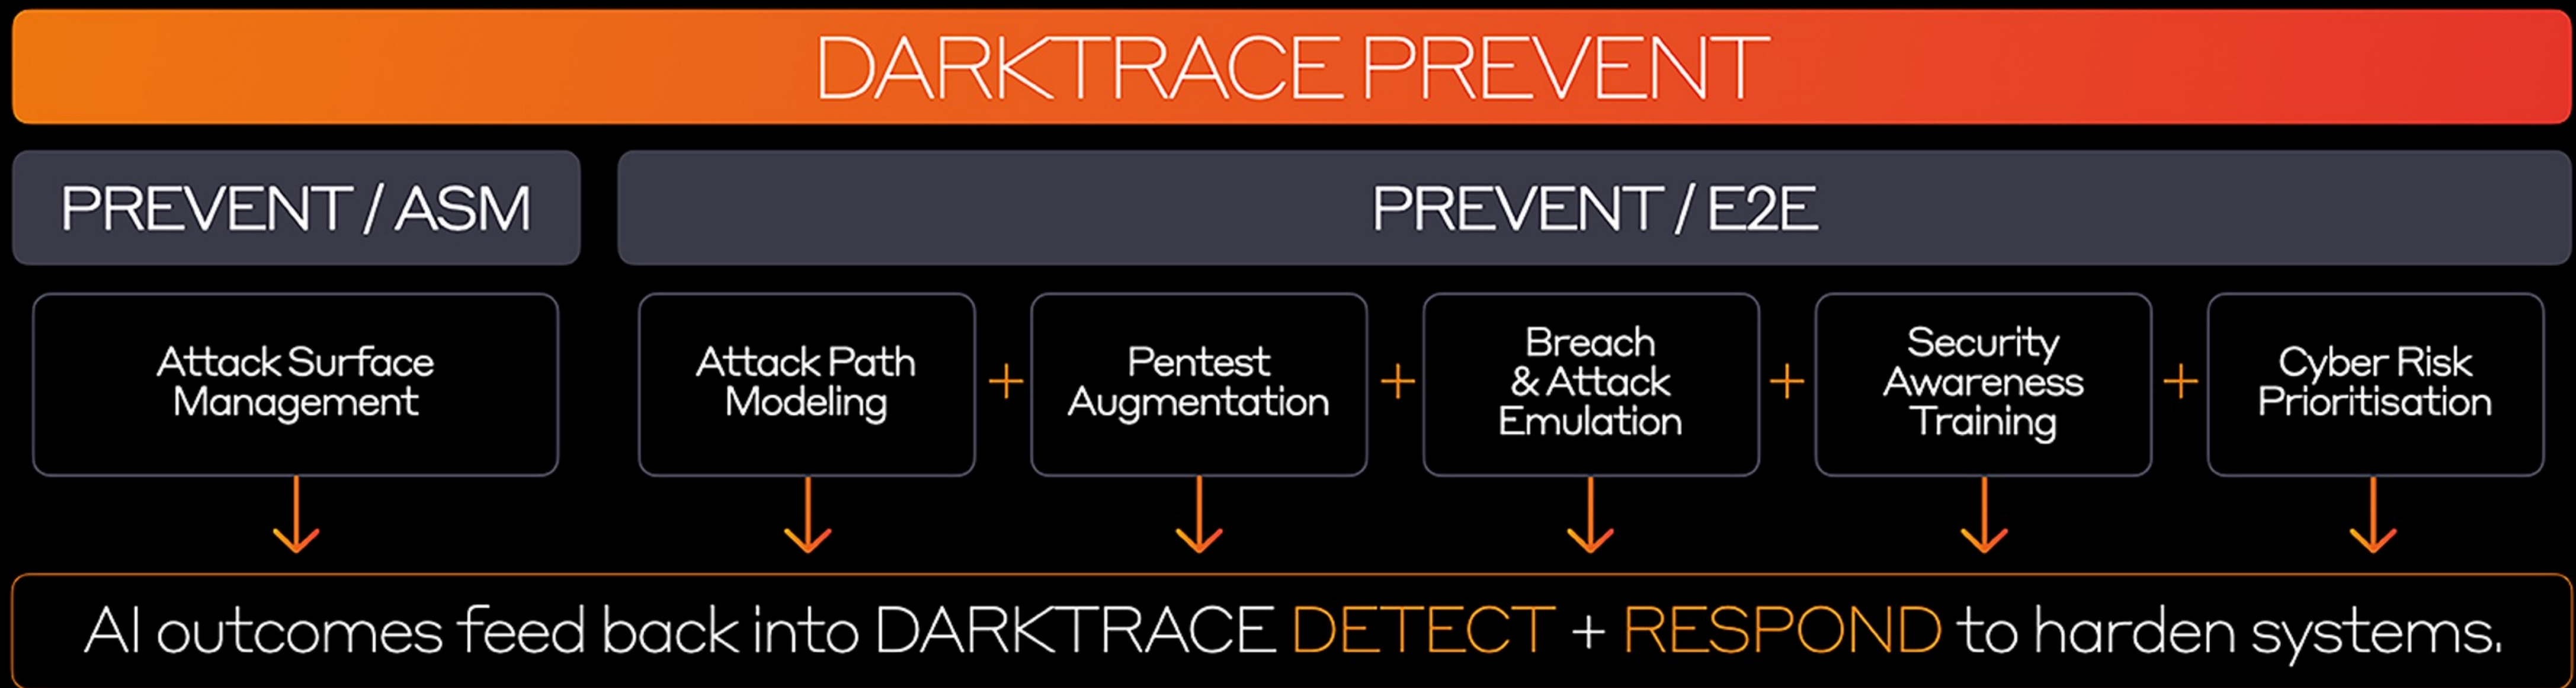 DARKTRACE PREVENT
PREVENT / ASM
PREVENT / E2E
Attack Surface
Management
Attack Path
Modeling
+
Pentest
Augmentation
+
Breach
& Attack
Emulation
+
Security
Awareness
Training
+
Cyber Risk
Prioritisation
AI outcomes feed back into DARKTRACE DETECT + RESPOND to harden systems.